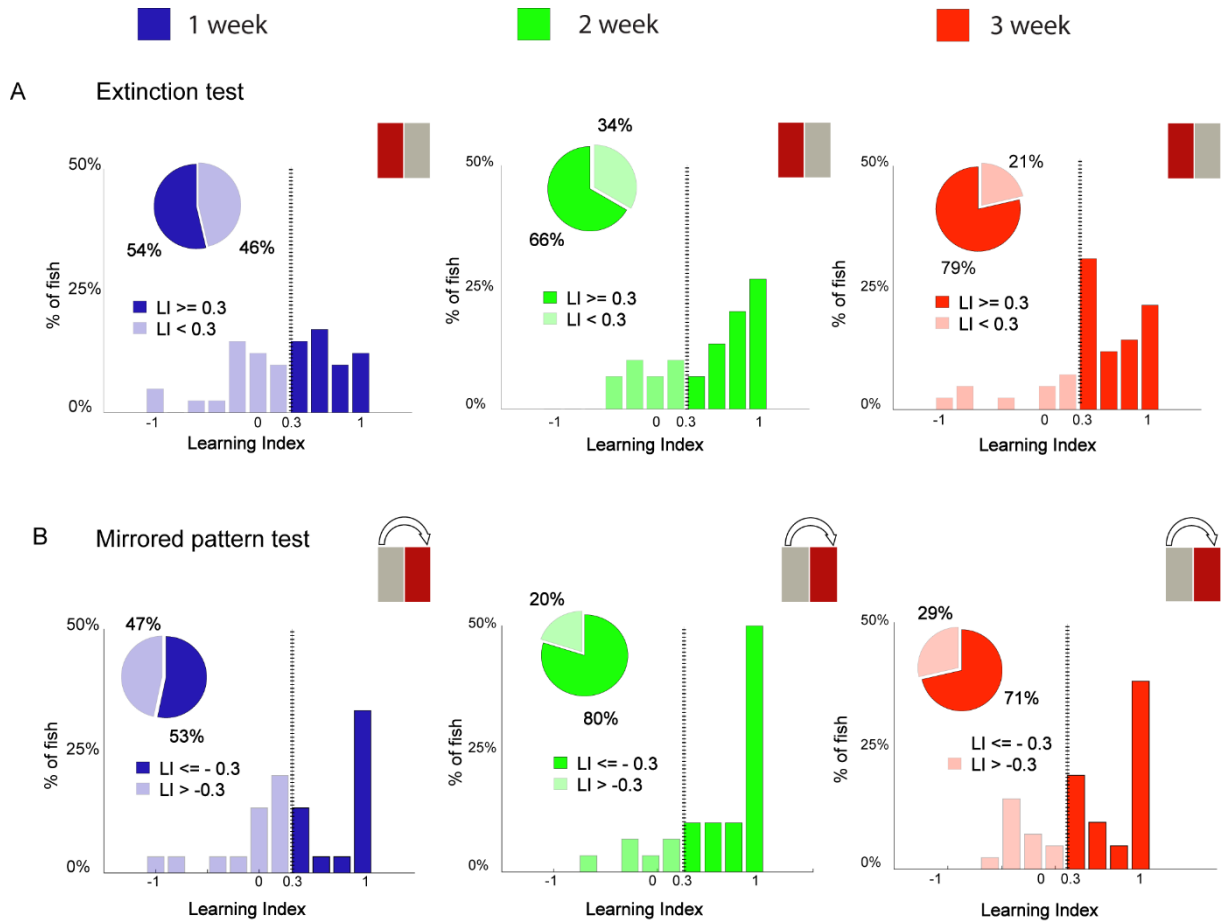 1 week
2 week
3 week
A
Extinction test
50%
25%
0%
% of fish
54%
46%
LI >= 0.3
LI < 0.3
-1
0
0.3
1
Learning Index
50%
25%
0%
% of fish
34%
66%
LI >= 0.3
LI < 0.3
-1
0
0.3
1
Learning Index
50%
25%
0%
% of fish
21%
79%
LI >= 0.3
LI < 0.3
-1
0
0.3
1
Learning Index
B
Mirrored pattern test
50%
25%
0%
% of fish
47%
53%
LI <= - 0.3
LI > -0.3
-1
0
0.3
1
Learning Index
50%
25%
0%
% of fish
20%
80%
LI <= - 0.3
LI > -0.3
-1
0
0.3
1
Learning Index
50%
25%
0%
% of fish
29%
71%
LI <= - 0.3
LI > -0.3
-1
0
0.3
1
Learning Index